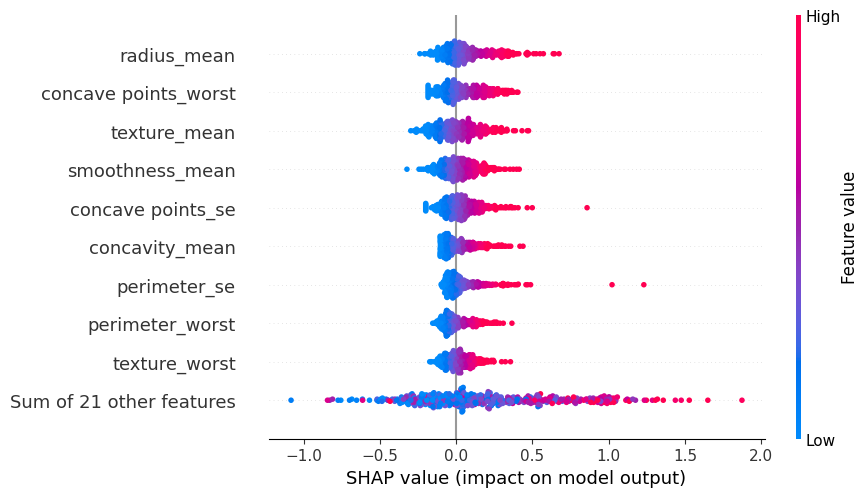 High
radius_mean
concave points_worst
texture_mean
smoothness_mean
concave points_se
concavity_mean
perimeter_se
perimeter_worst
texture_worst
Sum of 21 other features
Feature value
Low
−1.0 −0.5 0.0 0.5 1.0 1.5 2.0
SHAP value (impact on model output)